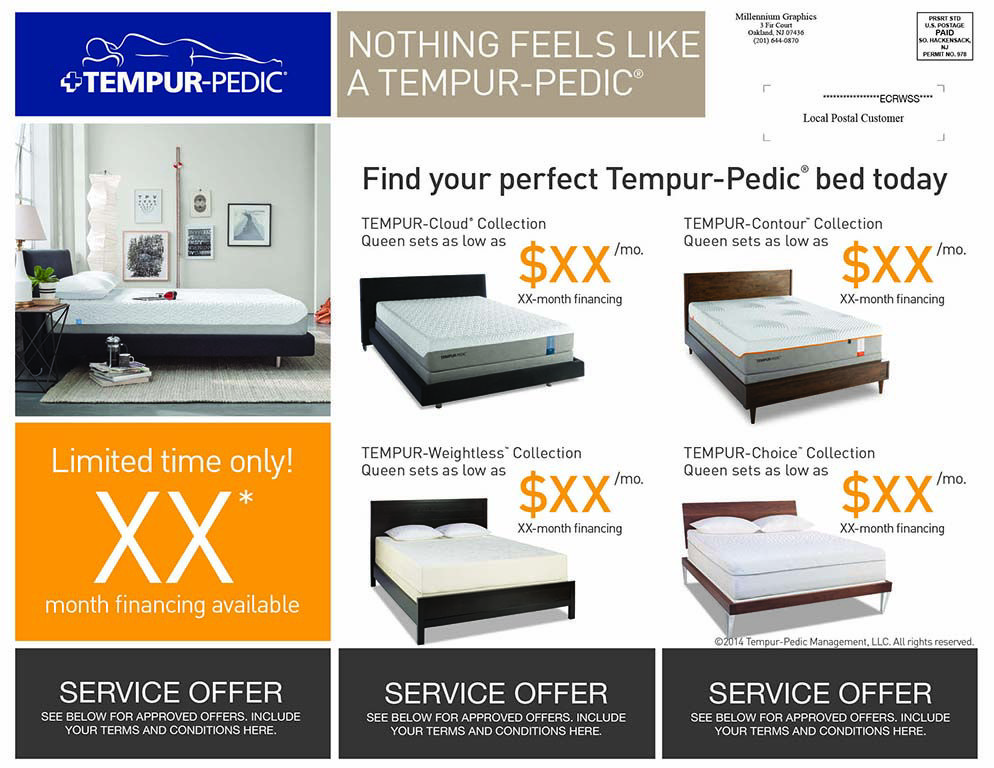 TEMPUR-PEDIC®
NOTHING FEELS LIKE
A TEMPUR-PEDIC®
Millennium Graphics
3 Fir Court
Oakland, NJ 07436
(201) 644-0870
PRSRT STD
U.S. POSTAGE
PAID
SO. HACKENSACK,
NJ
PERMIT NO. 978
*****************ECRWSS****
Local Postal Customer
Find your perfect Tempur-Pedic® bed today
TEMPUR-Cloud® Collection
Queen sets as low as
$XX/mo.
XX-month financing
TEMPUR-Contour™ Collection
Queen sets as low as
$XX/mo.
XX-month financing
TEMPUR-PEDIC
TEMPUR-PEDIC
Limited time only!
XX*
month financing available
TEMPUR-Weightless™ Collection
Queen sets as low as
$XX/mo.
XX-month financing
TEMPUR-Choice™ Collection
Queen sets as low as
$XX/mo.
XX-month financing
©2014 Tempur-Pedic Management, LLC. All rights reserved.
SERVICE OFFER
SEE BELOW FOR APPROVED OFFERS. INCLUDE
YOUR TERMS AND CONDITIONS HERE.
SERVICE OFFER
SEE BELOW FOR APPROVED OFFERS. INCLUDE
YOUR TERMS AND CONDITIONS HERE.
SERVICE OFFER
SEE BELOW FOR APPROVED OFFERS. INCLUDE
YOUR TERMS AND CONDITIONS HERE.